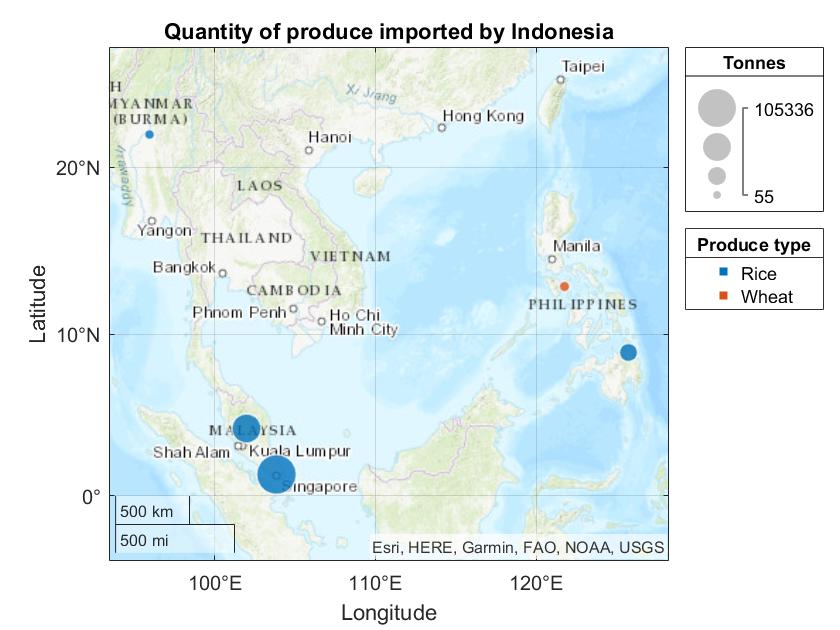 Quantity of produce imported by Indonesia
Taipei
H
MYANMAR
(BURMA)
Xi Jiang
Hong Kong
Hanoi
Irrawaddy
LAOS
Yangon
THAILAND
Manila
VIETNAM
Bangkok
CAMBODIA
PHILIPPINES
Phnom Penh
Ho Chi
Minh City
MALAYSIA
Shah Alam
Kuala Lumpur
Singapore
500 km
500 mi
Esri, HERE, Garmin, FAO, NOAA, USGS
20°N
10°N
0°
Latitude
100°E
110°E
120°E
Longitude
Tonnes
105336
55
Produce type
Rice
Wheat